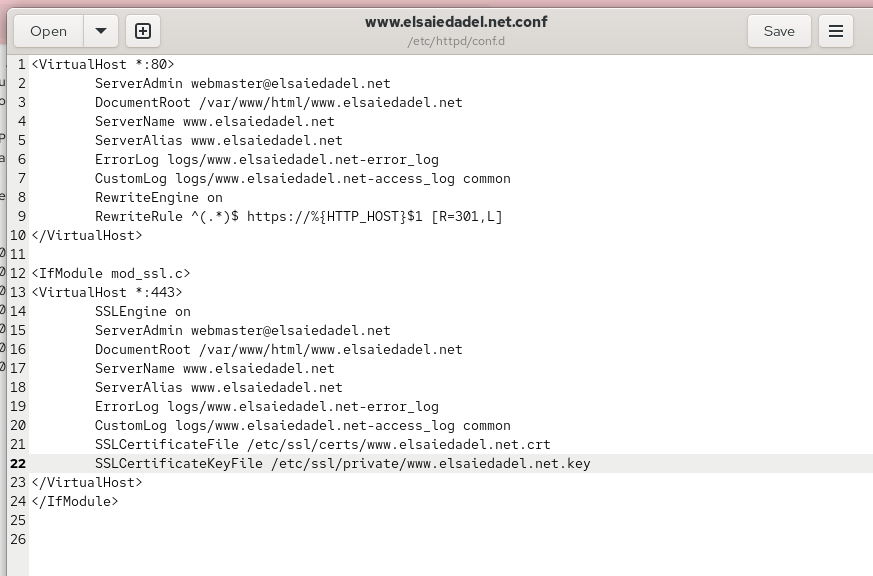 Open
www.elsaiedadel.net.conf
/etc/httpd/conf.d
Save
1 <VirtualHost *:80>
2         ServerAdmin webmaster@elsaiedadel.net
3         DocumentRoot /var/www/html/www.elsaiedadel.net
4         ServerName www.elsaiedadel.net
5         ServerAlias www.elsaiedadel.net
6         ErrorLog logs/www.elsaiedadel.net-error_log
7         CustomLog logs/www.elsaiedadel.net-access_log common
8         RewriteEngine on
9         RewriteRule ^(.*)$ https://%{HTTP_HOST}$1 [R=301,L]
10 </VirtualHost>
11
12 <IfModule mod_ssl.c>
13 <VirtualHost *:443>
14         SSLEngine on
15         ServerAdmin webmaster@elsaiedadel.net
16         DocumentRoot /var/www/html/www.elsaiedadel.net
17         ServerName www.elsaiedadel.net
18         ServerAlias www.elsaiedadel.net
19         ErrorLog logs/www.elsaiedadel.net-error_log
20         CustomLog logs/www.elsaiedadel.net-access_log common
21         SSLCertificateFile /etc/ssl/certs/www.elsaiedadel.net.crt
22         SSLCertificateKeyFile /etc/ssl/private/www.elsaiedadel.net.key
23 </VirtualHost>
24 </IfModule>
25
26